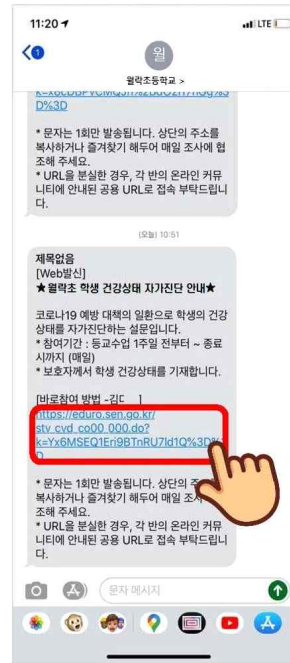 11:20
LTE
1
월
월락초등학교 >
D%3D
* 문자는 1회만 발송됩니다. 상단의 주소를
복사하거나 즐겨찾기 해두어 매일 조사에 협
조해 주세요.
* URL을 분실한 경우, 각 반의 온라인 커뮤
니티에 안내된 공용 URL로 접속 부탁드립니
다.
(오늘) 10:51
제목없음
[Web발신]
★월락초 학생 건강상태 자가진단 안내★
코로나19 예방 대책의 일환으로 학생의 건강
상태를 자가진단하는 설문입니다.
* 참여기간 : 등교수업 1주일 전부터 ~ 종료
시까지 (매일)
* 보호자께서 학생 건강상태를 기재합니다.
[바로참여 방법 -김
https://eduro.sen.go.kr/
stv_cvd_co00_000.do?
k=Yx6MSEQ1Eri9BTnRU7ld1Q%3D%3
D
* 문자는 1회만 발송됩니다. 상단의
복사하거나 즐겨찾기 해두어 매일 조
조해 주세요.
* URL을 분실한 경우, 각 반의 온라인 커뮤
니티에 안내된 공용 URL로 접속 부탁드립니
다.
문자 메시지